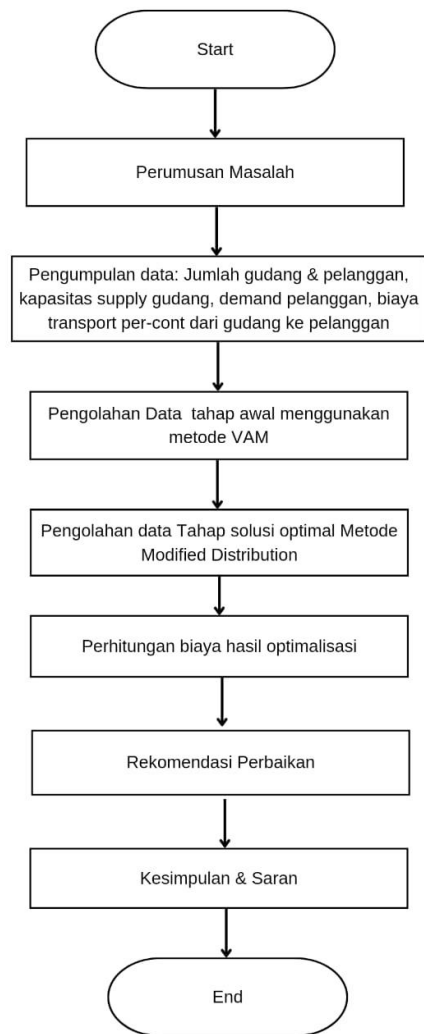 Start
Perumusan Masalah
Pengumpulan data: Jumlah gudang & pelanggan,
kapasitas supply gudang, demand pelanggan, biaya
transport per-cont dari gudang ke pelanggan
Pengolahan Data tahap awal menggunakan
metode VAM
Pengolahan data Tahap solusi optimal Metode
Modified Distribution
Perhitungan biaya hasil optimalisasi
Rekomendasi Perbaikan
Kesimpulan & Saran
End